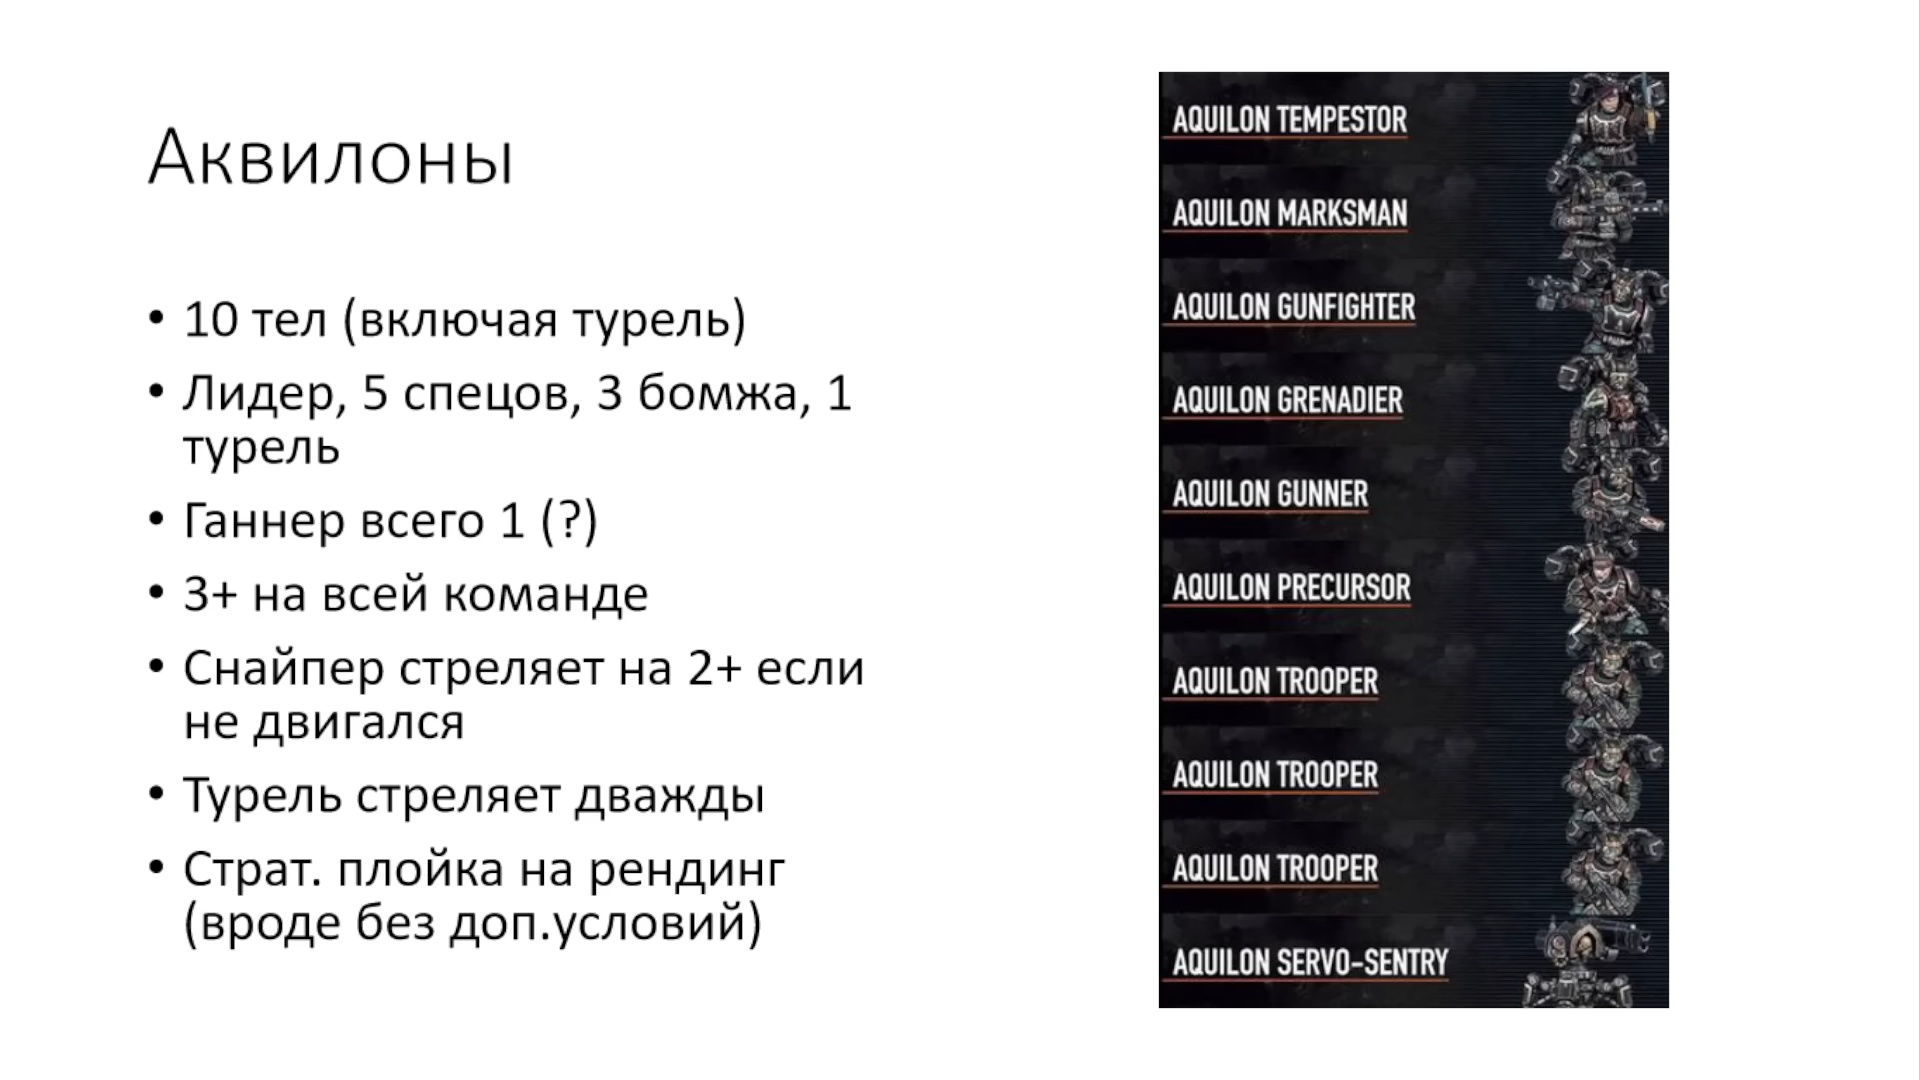 Аквилоны
• 10 тел (включая турель)
• Лидер, 5 спецов, 3 бомжа, 1
турель
• Ганнер всего 1 (?)
• 3+ на всей команде
• Снайпер стреляет на 2+ если
не двигался
• Турель стреляет дважды
• Страт. плойка на рендинг
(вроде без доп.условий)
AQUILON TEMPESTOR
AQUILON MARKSMAN
AQUILON GUNFIGHTER
AQUILON GRENADIER
AQUILON GUNNER
AQUILON PRECURSOR
AQUILON TROOPER
AQUILON TROOPER
AQUILON TROOPER
AQUILON SERVO-SENTRY